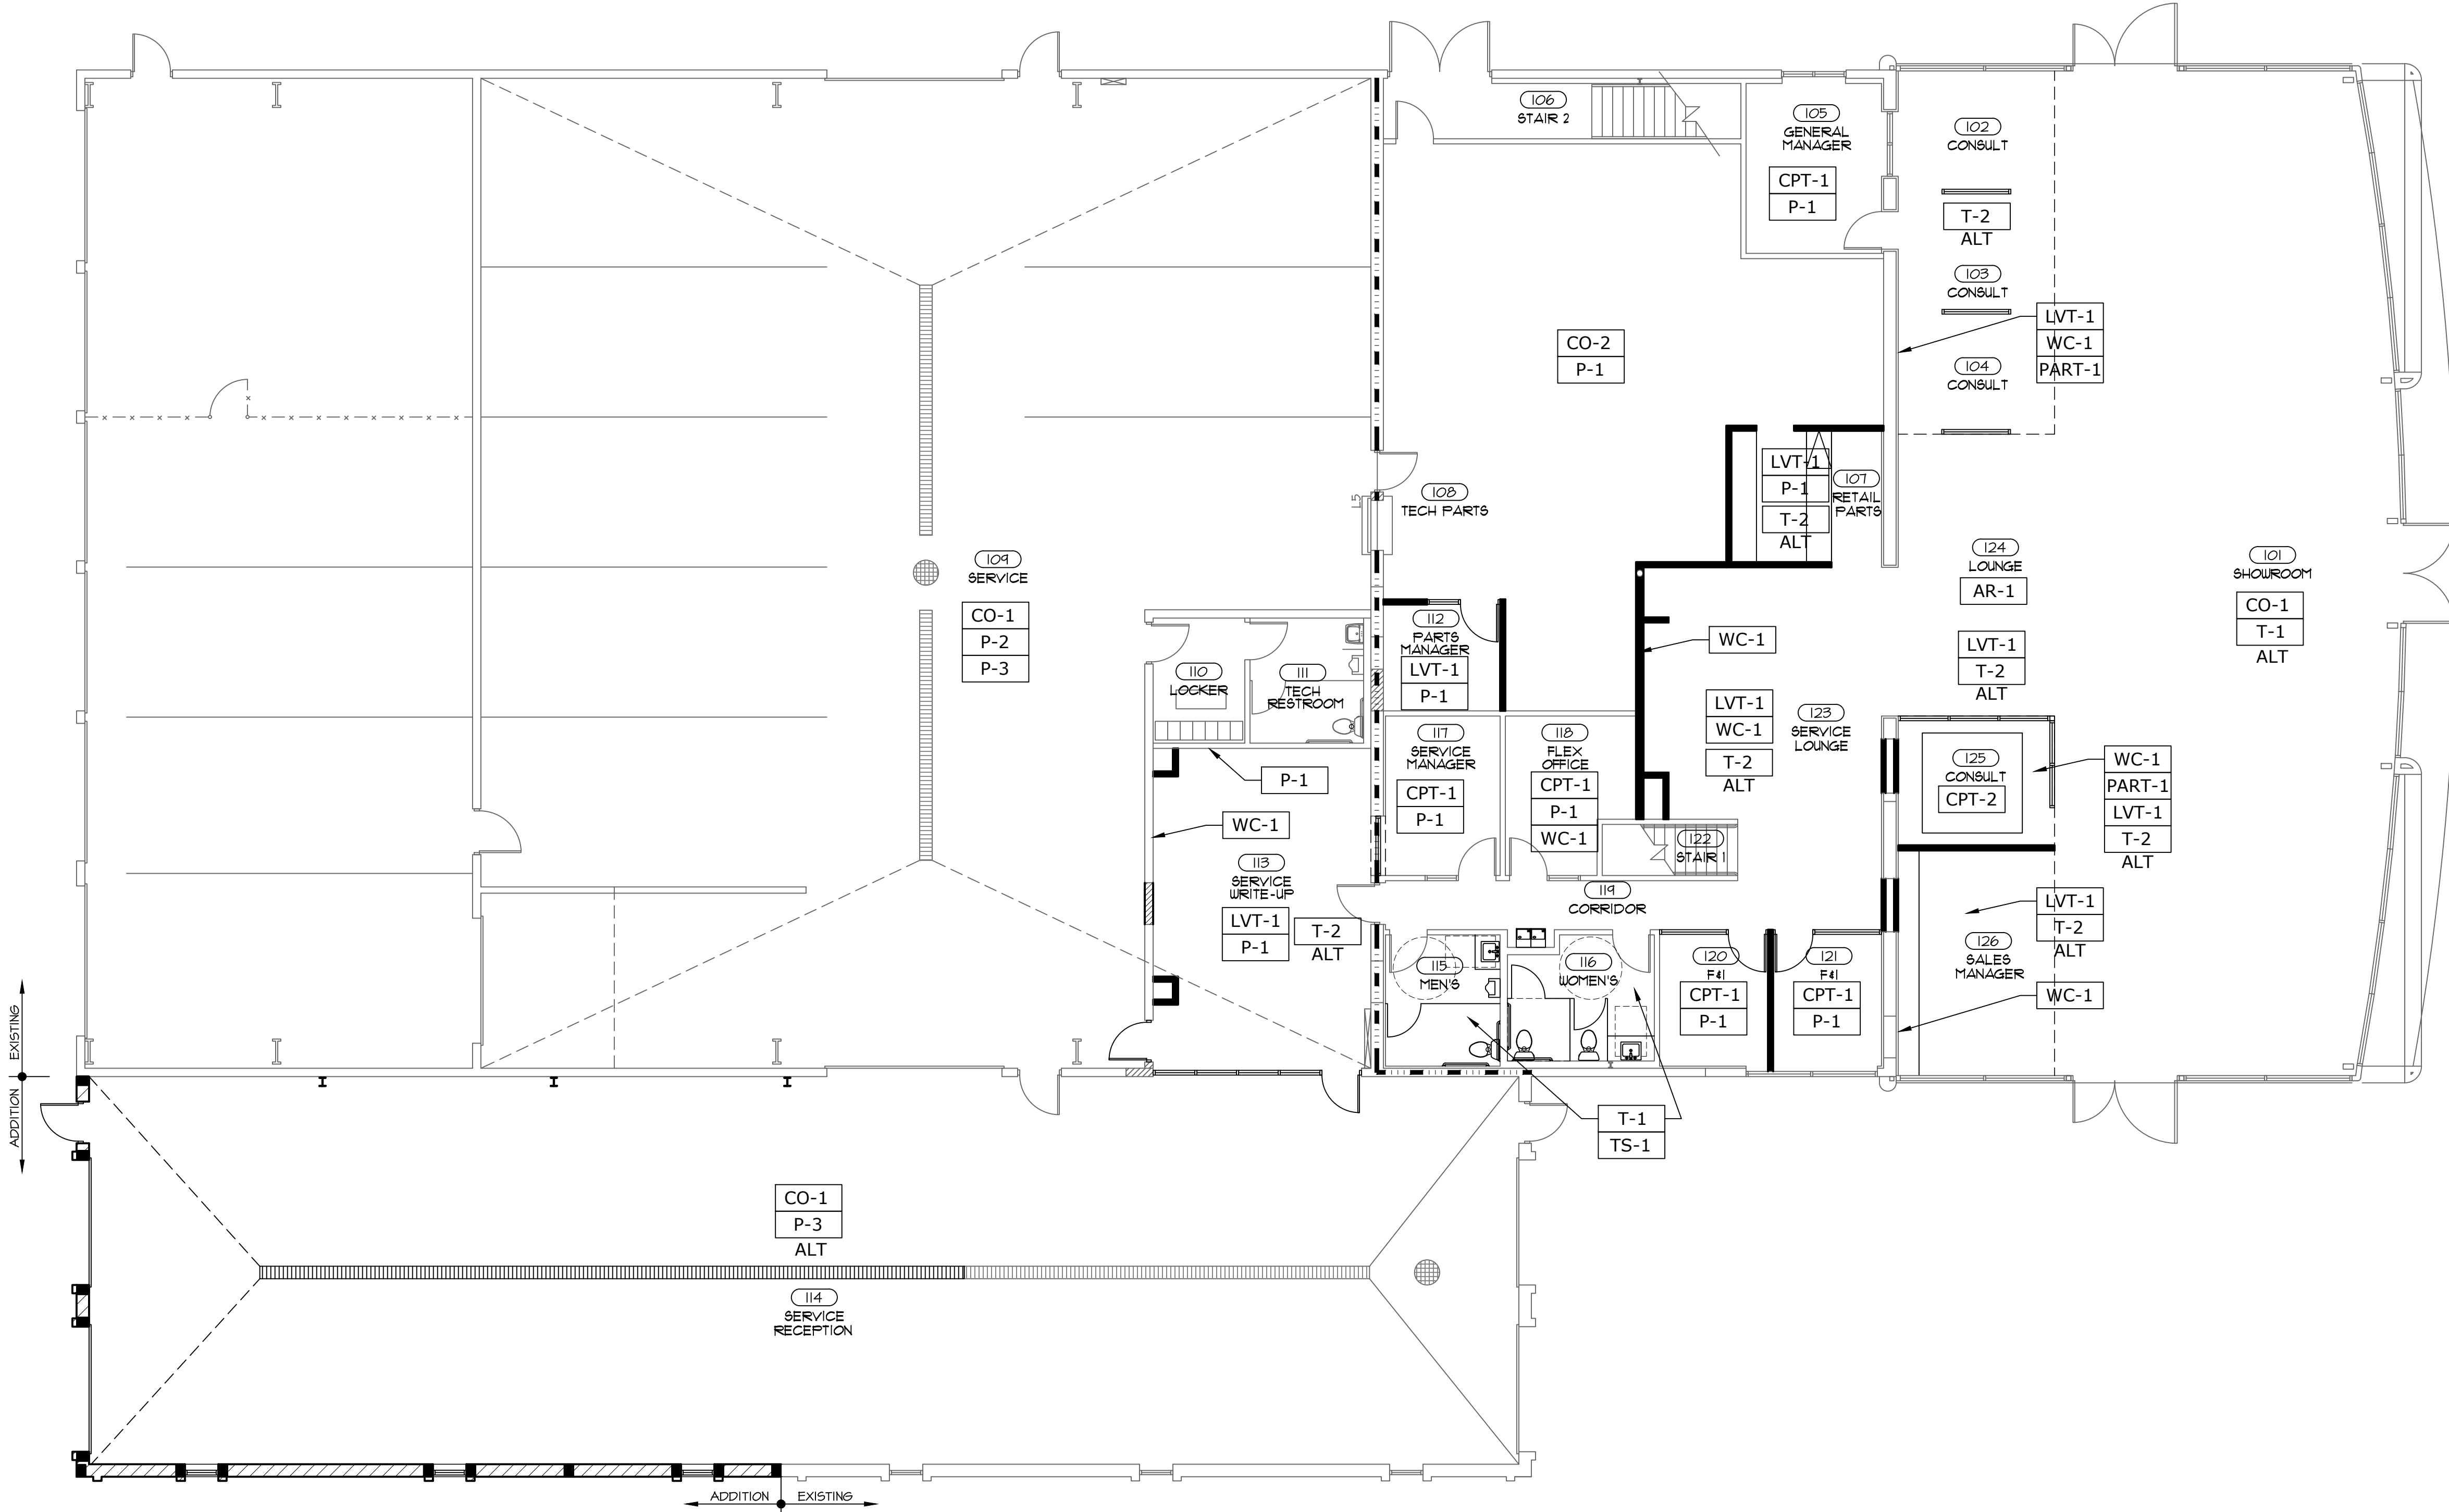 106
STAIR 2
105
GENERAL
MANAGER
CPT-1
P-1
102
CONSULT
T-2
ALT
103
CONSULT
LVT-1
WC-1
PART-1
104
CONSULT
CO-2
P-1
LVT-1
P-1
T-2
ALT
107
RETAIL
PARTS
108
TECH PARTS
109
SERVICE
CO-1
P-2
P-3
124
LOUNGE
AR-1
LVT-1
T-2
ALT
101
SHOWROOM
CO-1
T-1
ALT
110
LOCKER
111
TECH
RESTROOM
112
PARTS
MANAGER
LVT-1
P-1
WC-1
LVT-1
WC-1
T-2
ALT
123
SERVICE
LOUNGE
117
SERVICE
MANAGER
CPT-1
P-1
118
FLEX
OFFICE
CPT-1
P-1
WC-1
125
CONSULT
CPT-2
WC-1
PART-1
LVT-1
T-2
ALT
P-1
WC-1
113
SERVICE
WRITE-UP
LVT-1
P-1
T-2
ALT
122
STAIR 1
119
CORRIDOR
115
MEN'S
116
WOMEN'S
120
F&I
CPT-1
P-1
121
F&I
CPT-1
P-1
LVT-1
T-2
ALT
126
SALES
MANAGER
WC-1
EXISTING
ADDITION
T-1
TS-1
CO-1
P-3
ALT
114
SERVICE
RECEPTION
ADDITION
EXISTING